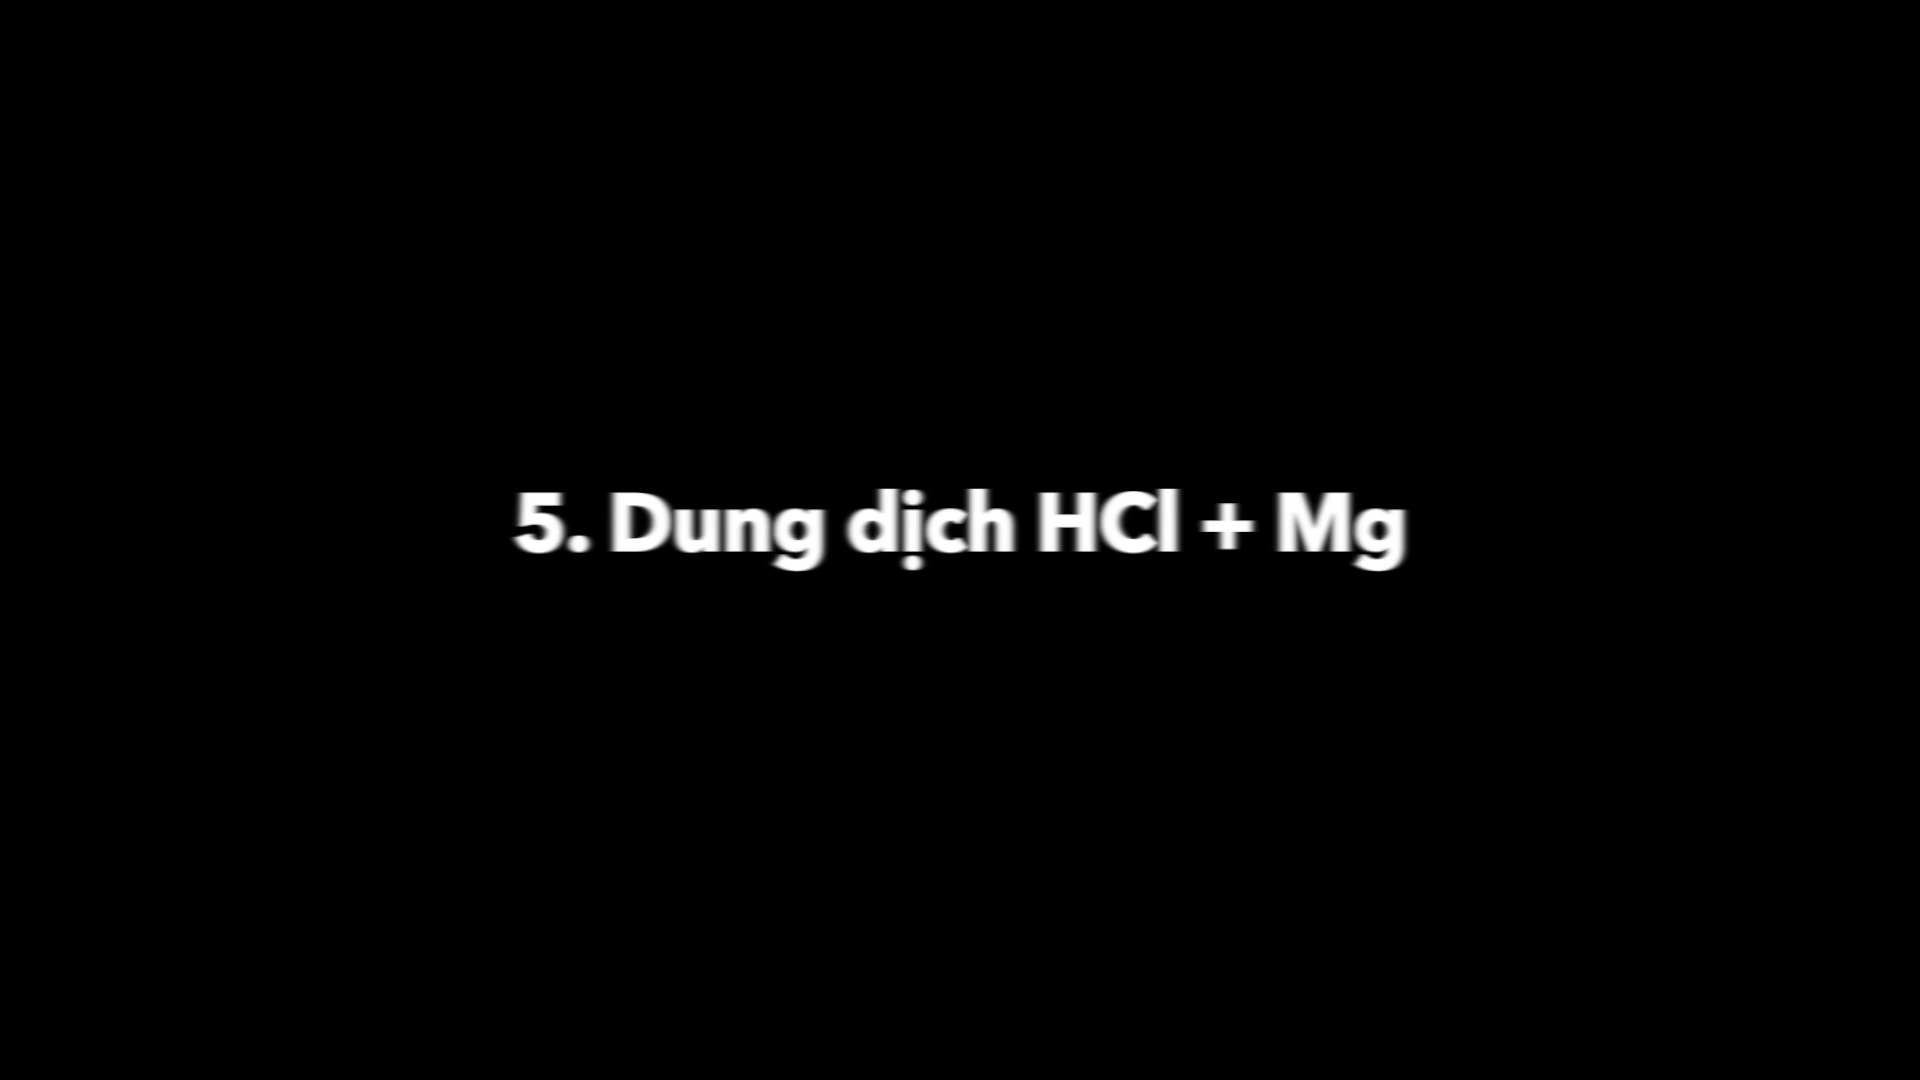 5. Dung dịch HCl + Mg